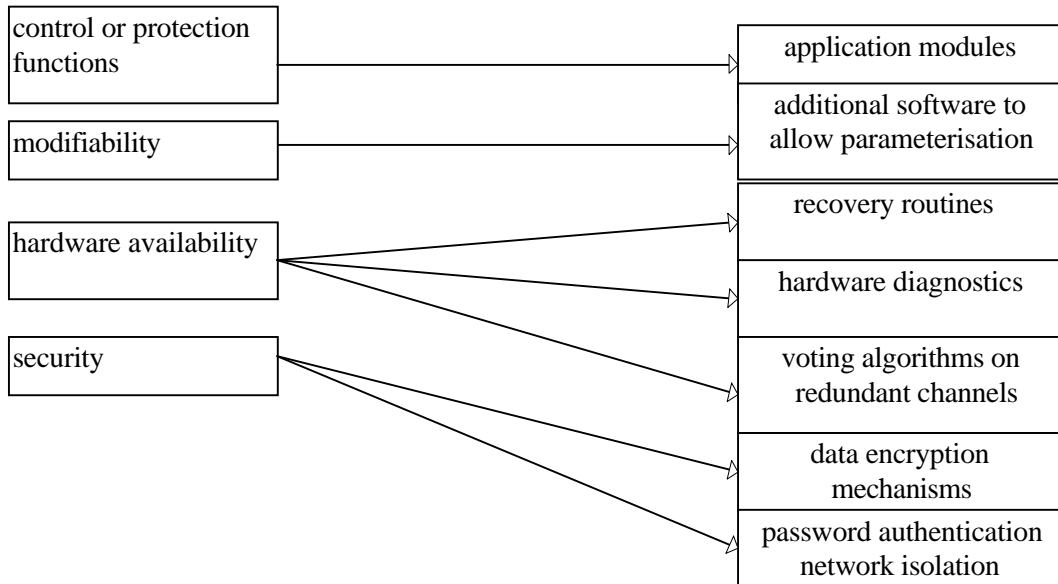 control or protection
functions
modifiability
hardware availability
security
application modules
additional software to
allow parameterisation
recovery routines
hardware diagnostics
voting algorithms on
redundant channels
data encryption
mechanisms
password authentication
network isolation